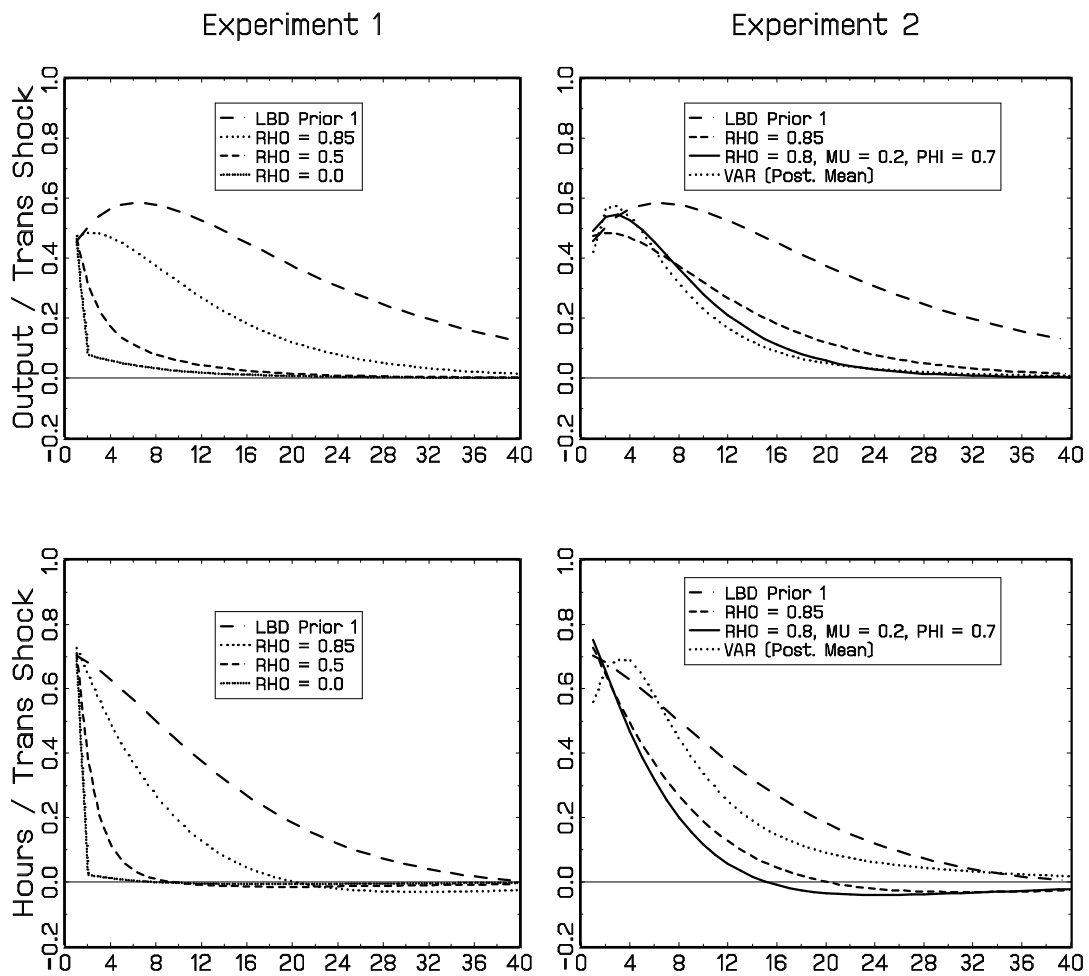 Experiment 1
Experiment 2
Output / Trans Shock
1.0
0.8
0.6
0.4
0.2
0.0
-0.2
LBD Prior 1
RHO = 0.85
RHO = 0.5
RHO = 0.0
0 4 8 12 16 20 24 28 32 36 40
1.0
0.8
0.6
0.4
0.2
0.0
-0.2
LBD Prior 1
RHO = 0.85
RHO = 0.8, MU = 0.2, PHI = 0.7
VAR (Post. Mean)
0 4 8 12 16 20 24 28 32 36 40
Hours / Trans Shock
1.0
0.8
0.6
0.4
0.2
0.0
-0.2
LBD Prior 1
RHO = 0.85
RHO = 0.5
RHO = 0.0
0 4 8 12 16 20 24 28 32 36 40
1.0
0.8
0.6
0.4
0.2
0.0
-0.2
LBD Prior 1
RHO = 0.85
RHO = 0.8, MU = 0.2, PHI = 0.7
VAR (Post. Mean)
0 4 8 12 16 20 24 28 32 36 40